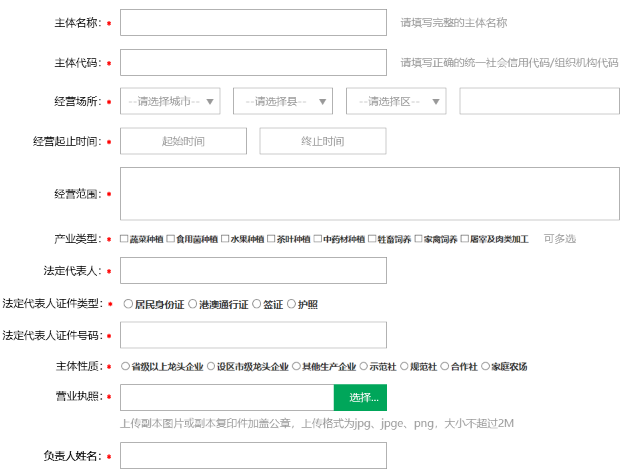 主体名称：* 请填写完整的主体名称
主体代码：* 请填写正确的统一社会信用代码/组织机构代码
经营场所：* --请选择城市-- --请选择县-- --请选择区--
经营起止时间：* 起始时间 终止时间
经营范围：*
产业类型：* 蔬菜种植 食用菌种植 水果种植 茶叶种植 中药材种植 牲畜饲养 家禽饲养 屠宰及肉类加工 可多选
法定代表人：*
法定代表人证件类型：* 居民身份证 港澳通行证 签证 护照
法定代表人证件号码：*
主体性质：* 省级以上龙头企业 设区市级龙头企业 其他生产企业 示范社 规范社 合作社 家庭农场
营业执照：* 选择...
上传副本图片或副本复印件加盖公章，上传格式为jpg、jpge、png，大小不超过2M
负责人姓名：*